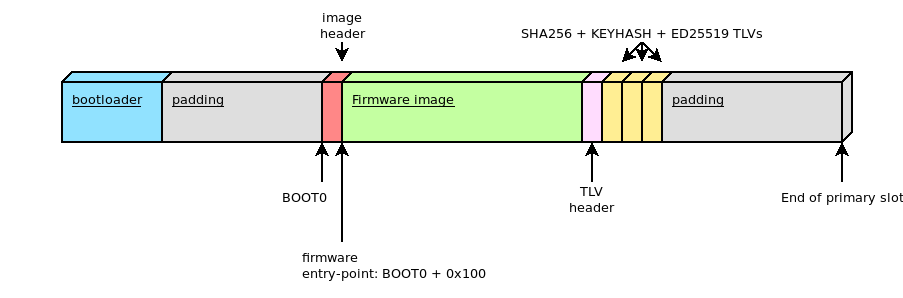 image
header
SHA256 + KEYHASH + ED25519 TLVs
bootloader
padding
Firmware image
padding
BOOT0
TLV
header
End of primary slot
firmware
entry-point: BOOT0 + 0x100